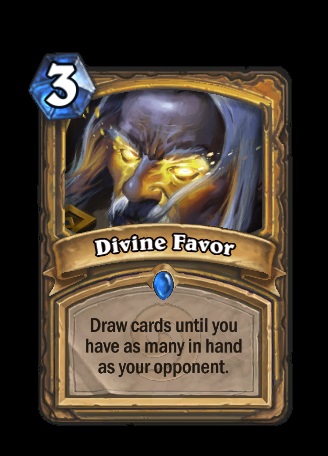 3
Divine Favor
Draw cards until you
have as many in hand
as your opponent.